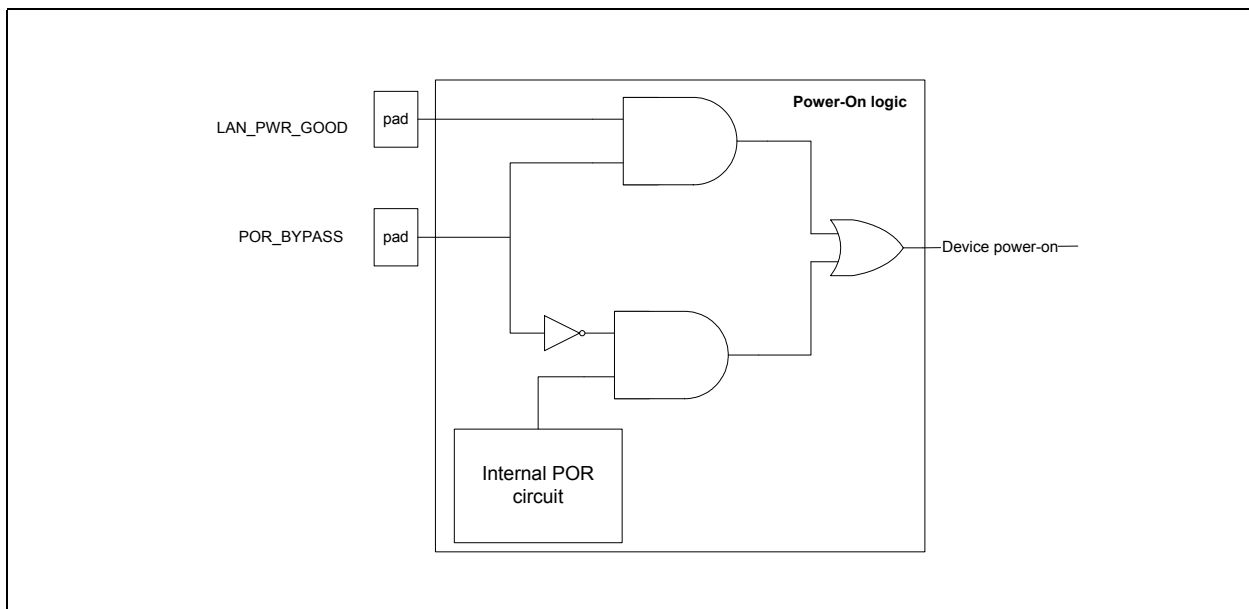 Power-On logic
pad
LAN_PWR_GOOD
pad
POR_BYPASS
Device power-on
Internal POR
circuit